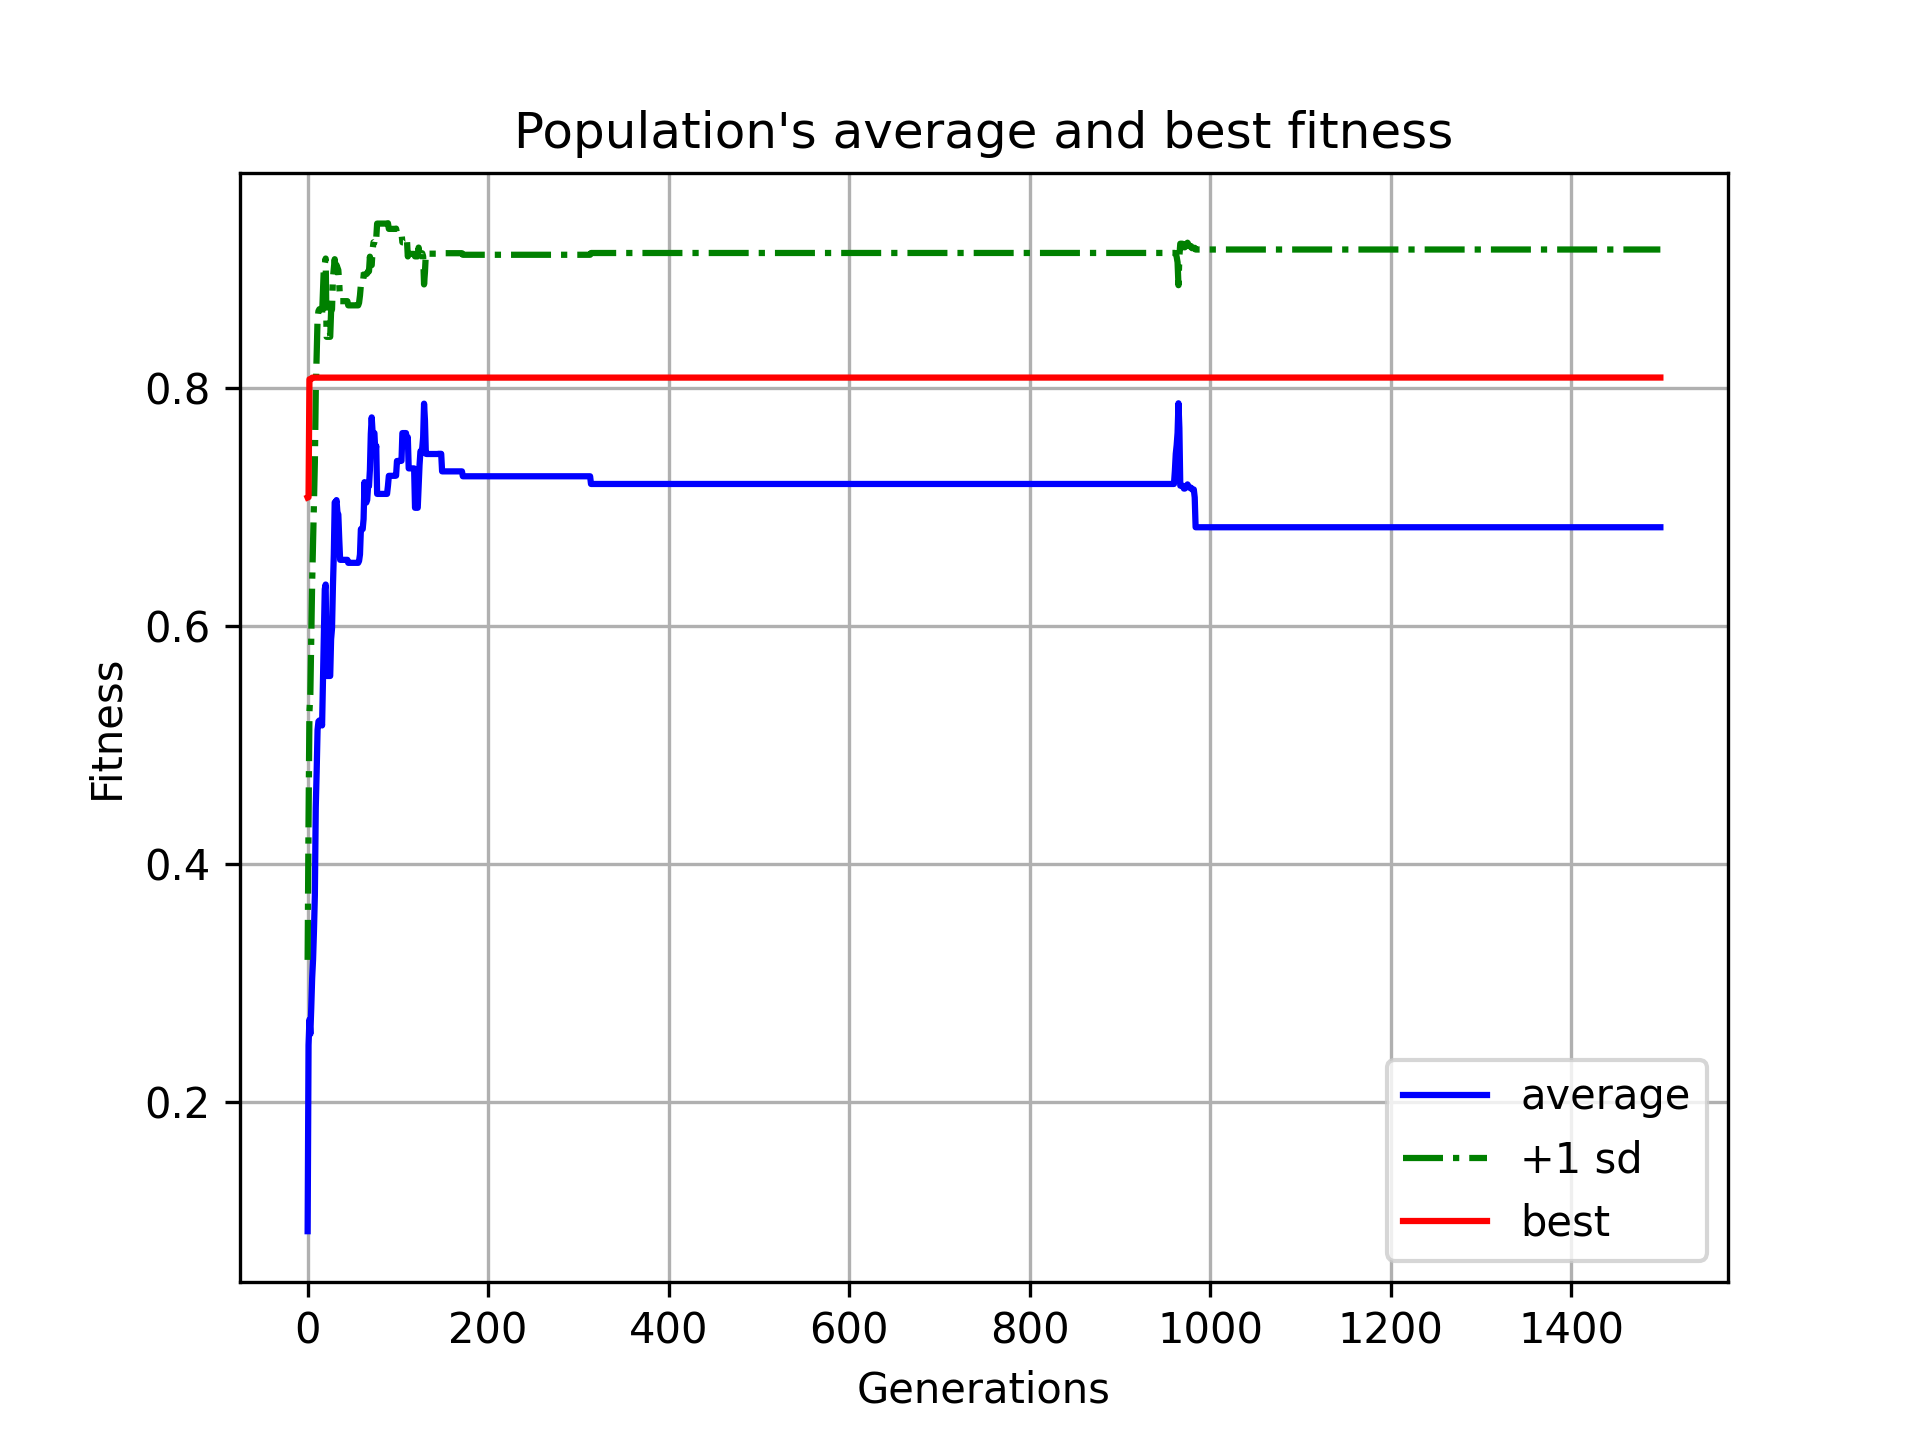 Population's average and best fitness
Fitness
0.8
0.6
0.4
0.2
0 200 400 600 800 1000 1200 1400
Generations
average
+1 sd
best